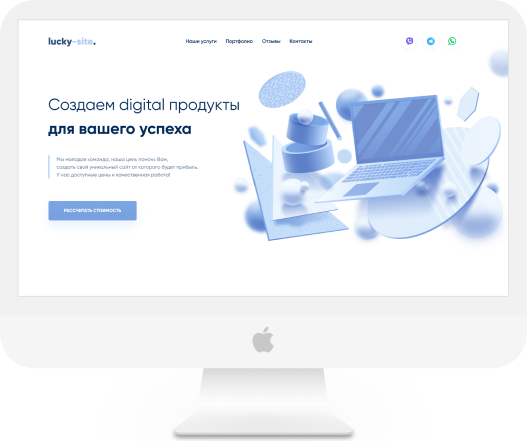 lucky-site.
Наши услуги Портфолио Отзывы Контакты
Создаем digital продукты
для вашего успеха
Мы молодая команда, наша цель помочь Вам,
создать свой уникальный сайт от которого будет прибыль.
У нас доступные цены и качественная работа!
РАССЧИТАТЬ СТОИМОСТЬ